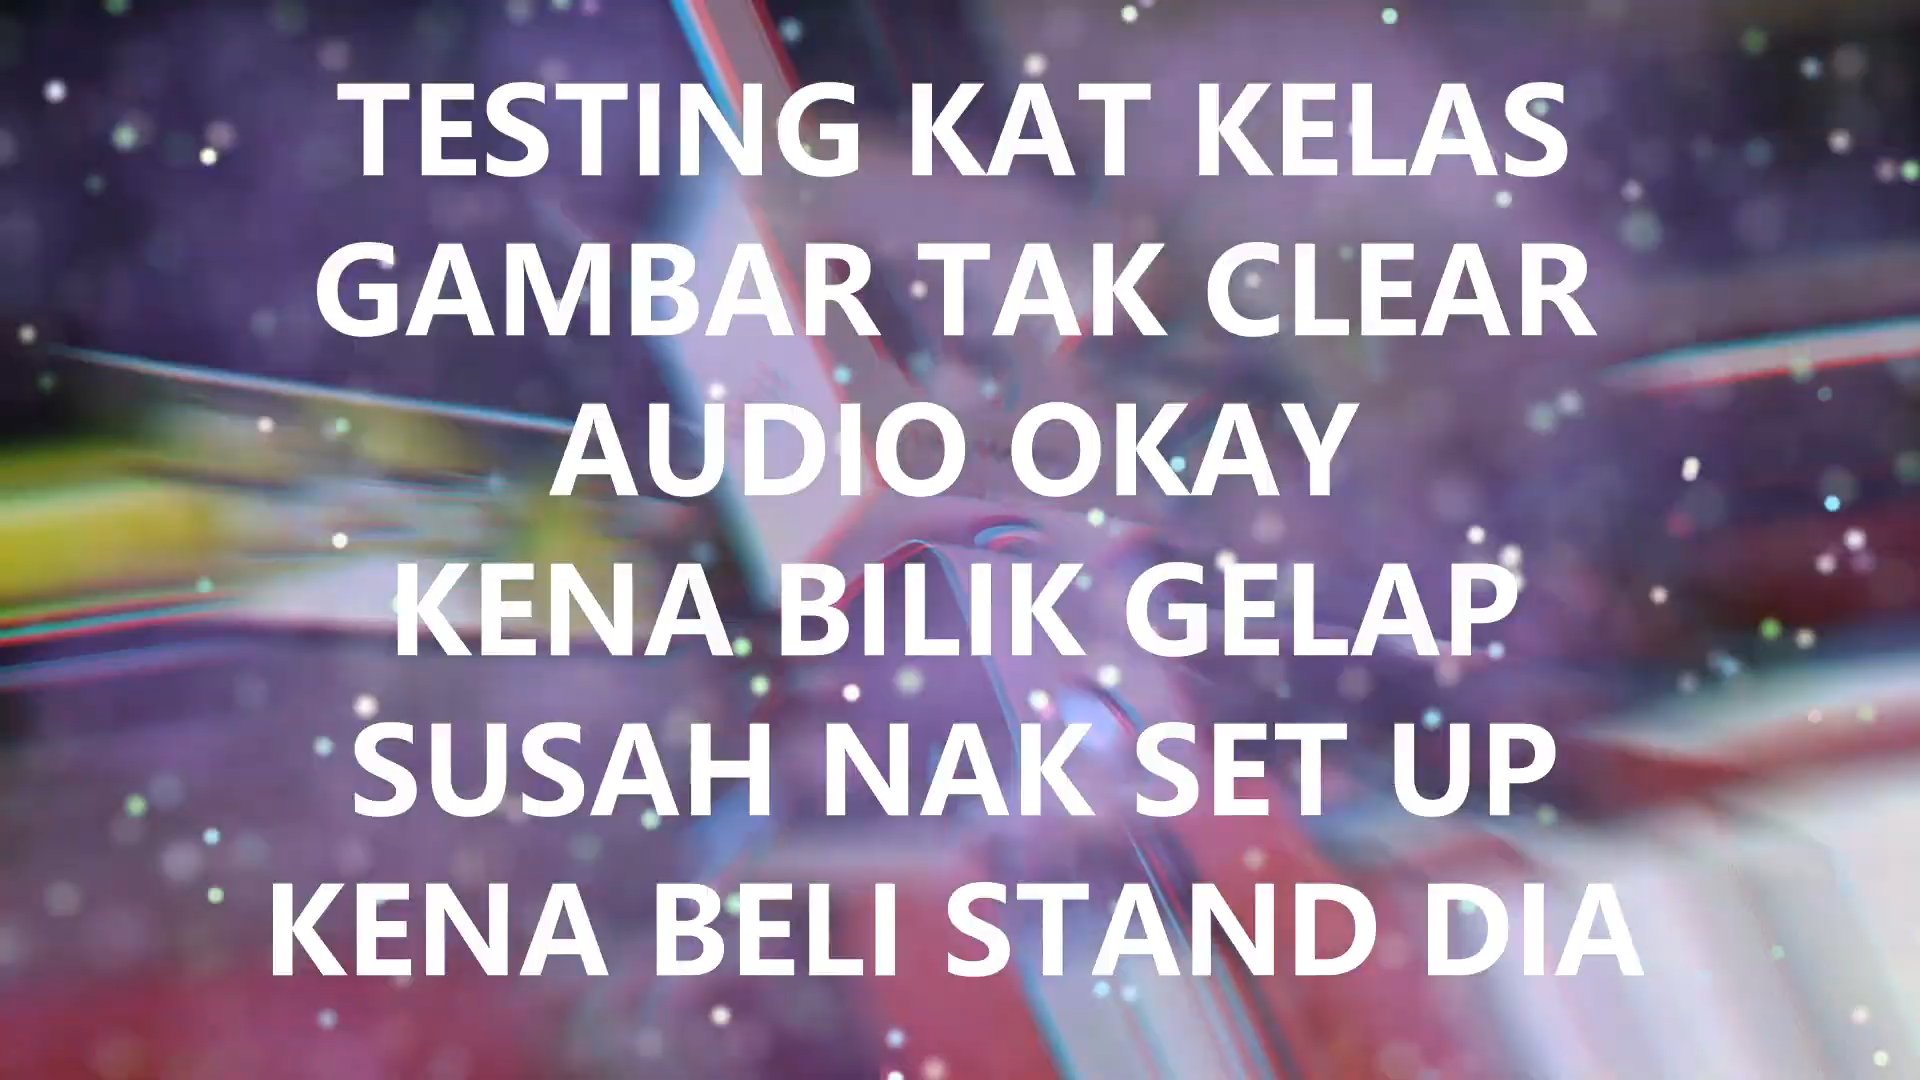 TESTING KAT KELAS
GAMBAR TAK CLEAR
AUDIO OKAY
KENA BILIK GELAP
SUSAH NAK SET UP
KENA BELI STAND DIA